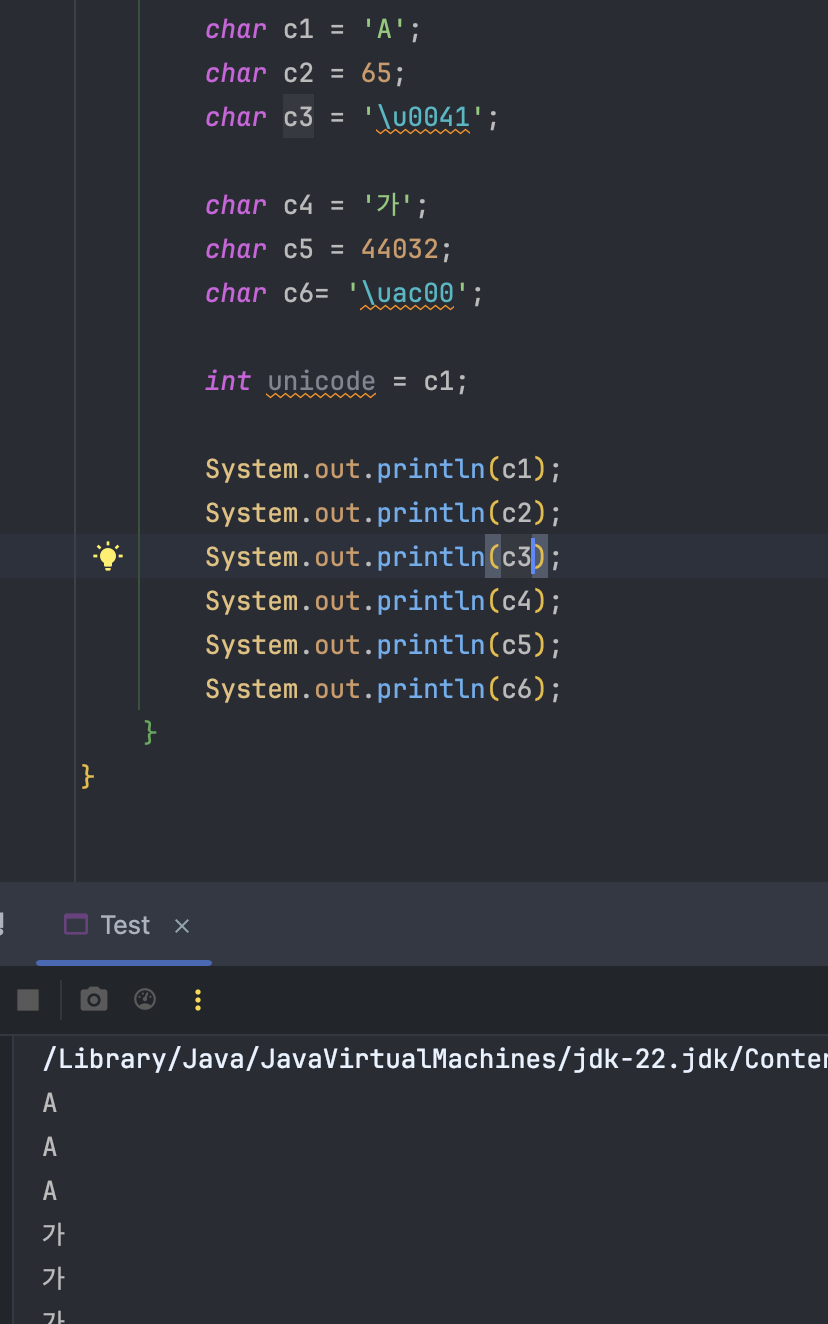 char c1 = 'A';
char c2 = 65;
char c3 = '\u0041';
char c4 = '가';
char c5 = 44032;
char c6= '\uac00';
int unicode = c1;
System.out.println(c1);
System.out.println(c2);
System.out.println(c3);
System.out.println(c4);
System.out.println(c5);
System.out.println(c6);
}
}
Test ×
/Library/Java/JavaVirtualMachines/jdk-22.jdk/Conten
A
A
A
가
가
가